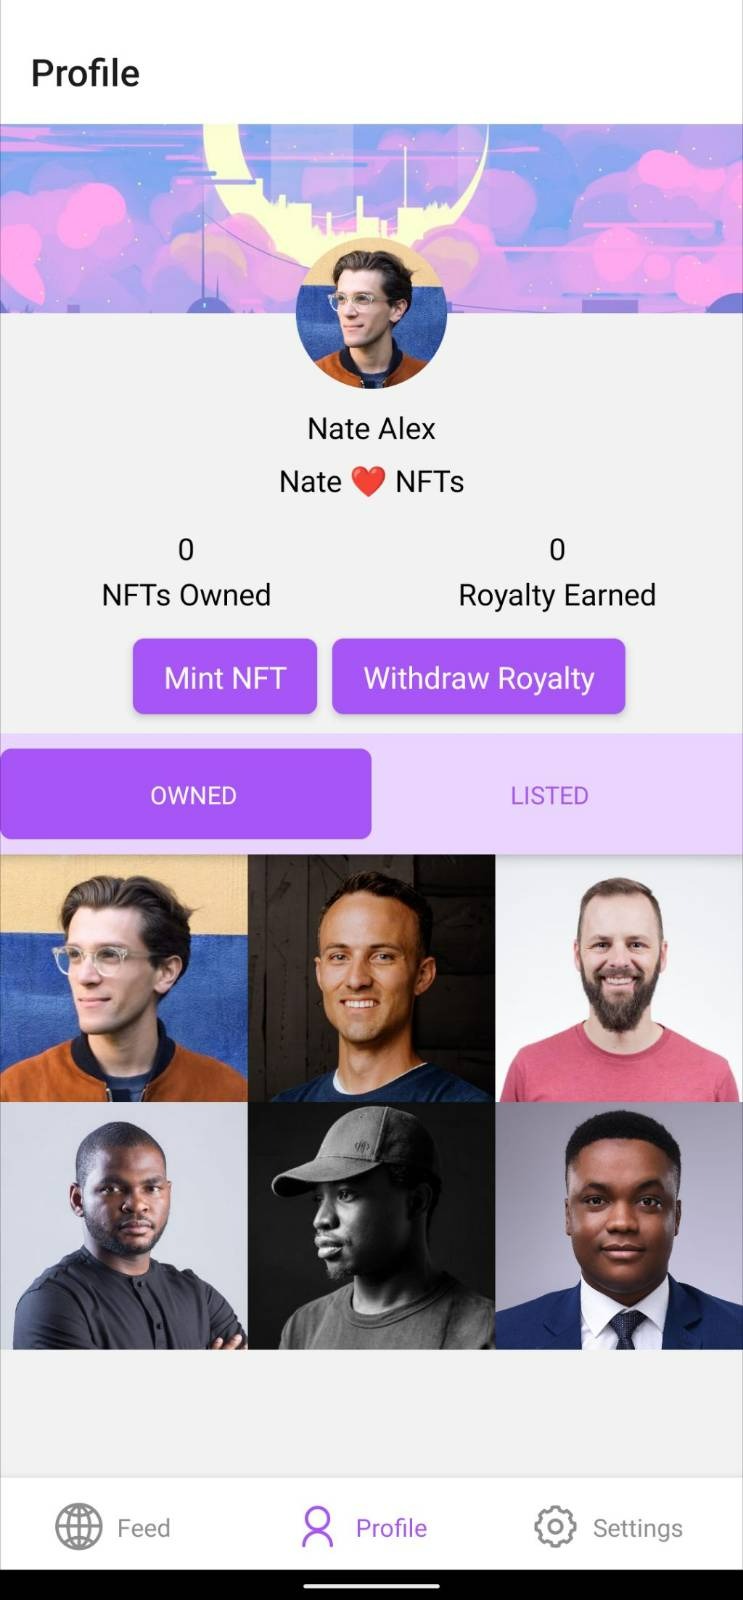 Profile
Nate Alex
Nate ❤️ NFTs
0 0
NFTs Owned Royalty Earned
Mint NFT Withdraw Royalty
OWNED LISTED
Feed Profile Settings